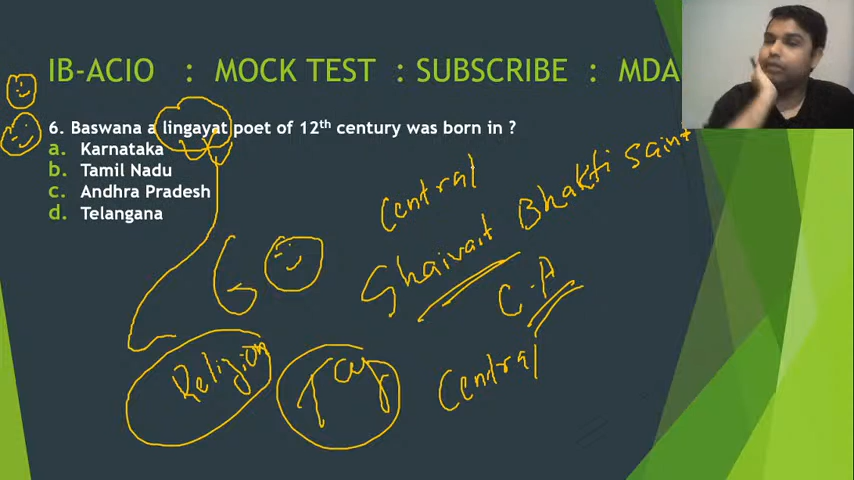 IB-ACIO : MOCK TEST : SUBSCRIBE : MDA
6. Baswana a lingayat poet of 12th century was born in ?
a. Karnataka
b. Tamil Nadu
c. Andhra Pradesh
d. Telangana
Central
Shaivait Bhakti Saint
C.A
Religion
Tag
Central